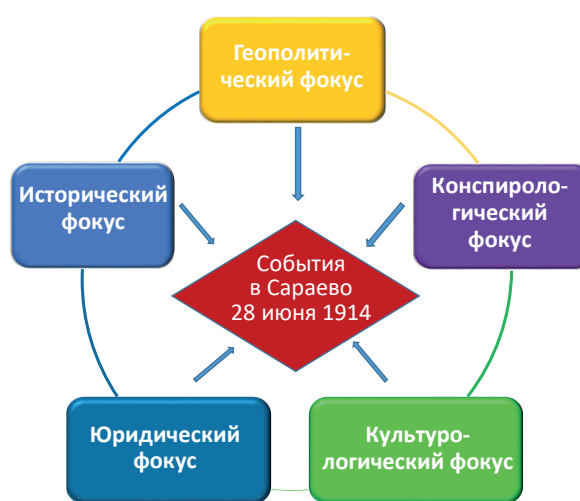 Геополити-
ческий фокус
Исторический
фокус
Конспироло-
гический
фокус
События
в Сараево
28 июня 1914
Юридический
фокус
Культуро-
логический фокус